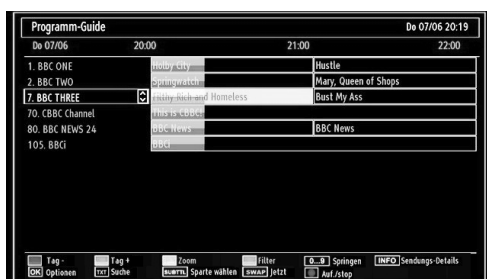 Programm-Guide Do 07/06 20:19
Do 07/06 20:00 21:00 22:00
1. BBC ONE Holby City Hustle
2. BBC TWO Springwatch Mary, Queen of Shops
7. BBC THREE Filthy Rich and Homeless Bust My Ass
70. CBBC Channel This is CBBC!
80. BBC NEWS 24 BBC News BBC News
105. BBCi BBCi
Tag - Tag + Zoom Filter 0...9 Springen INFO Sendungs-Details
OK Optionen TXT Suche SUBTTL Sparte wählen SWAP Jetzt Auf./stop